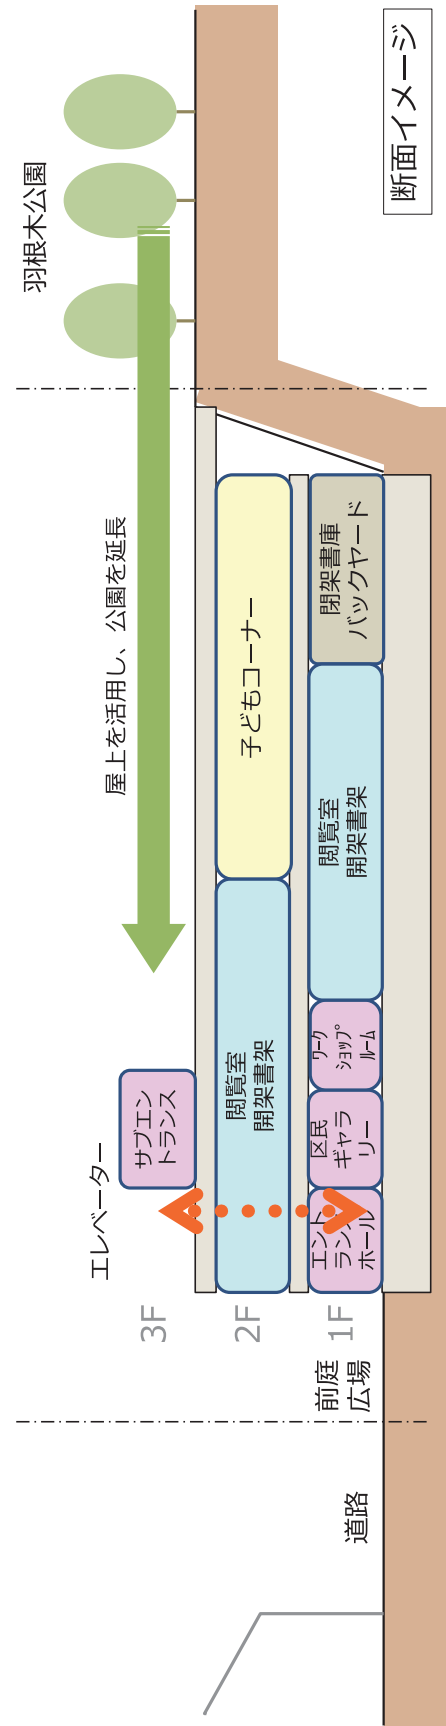 断面イメージ
羽根木公園
屋上を活用し、公園を延長
エレベーター
サブエン
トランス
3F
2F
1F
閲覧室
開架書架
子どもコーナー
エント
ランス
ホール
区民
ギャラ
リー
ワーク
ショップ
ルーム
閲覧室
開架書架
閉架書庫
バックヤード
前庭
広場
道路